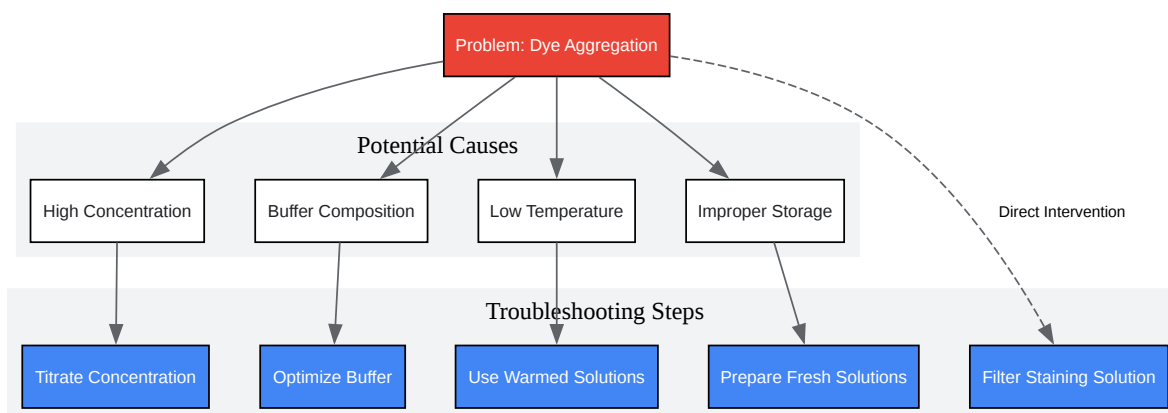 Problem: Dye Aggregation
Potential Causes
High Concentration
Buffer Composition
Low Temperature
Improper Storage
Direct Intervention
Troubleshooting Steps
Titrate Concentration
Optimize Buffer
Use Warmed Solutions
Prepare Fresh Solutions
Filter Staining Solution